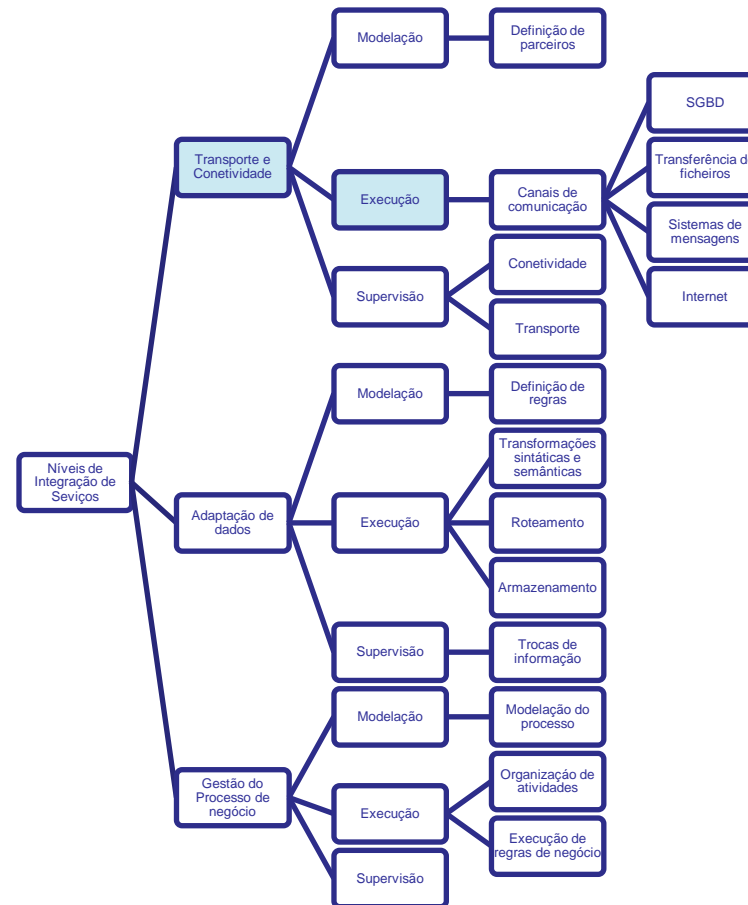 Modelação
Definição de
parceiros
SGBD
Transporte e
Conetividade
Transferência d
ficheiros
Execução
Canais de
comunicação
Sistemas de
mensagens
Conetividade
Internet
Supervisão
Transporte
Modelação
Definição de
regras
Transformações
sintáticas e
semânticas
Níveis de
Integração de
Seviços
Adaptação de
dados
Execução
Roteamento
Armazenamento
Supervisão
Trocas de
informação
Modelação
Modelação do
processo
Gestão do
Processo de
negócio
Organizaçáo de
atividades
Execução
Execução de
regras de negócio
Supervisão